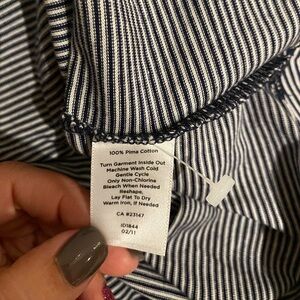 100% Pima Cotton
Turn Garment Inside Out
Machine Wash Cold
Gentle Cycle
Only Non-Chlorine
Bleach When Needed
Reshape,
Lay Flat To Dry
Warm Iron, If Needed
CA #23147
ID1844
02/11